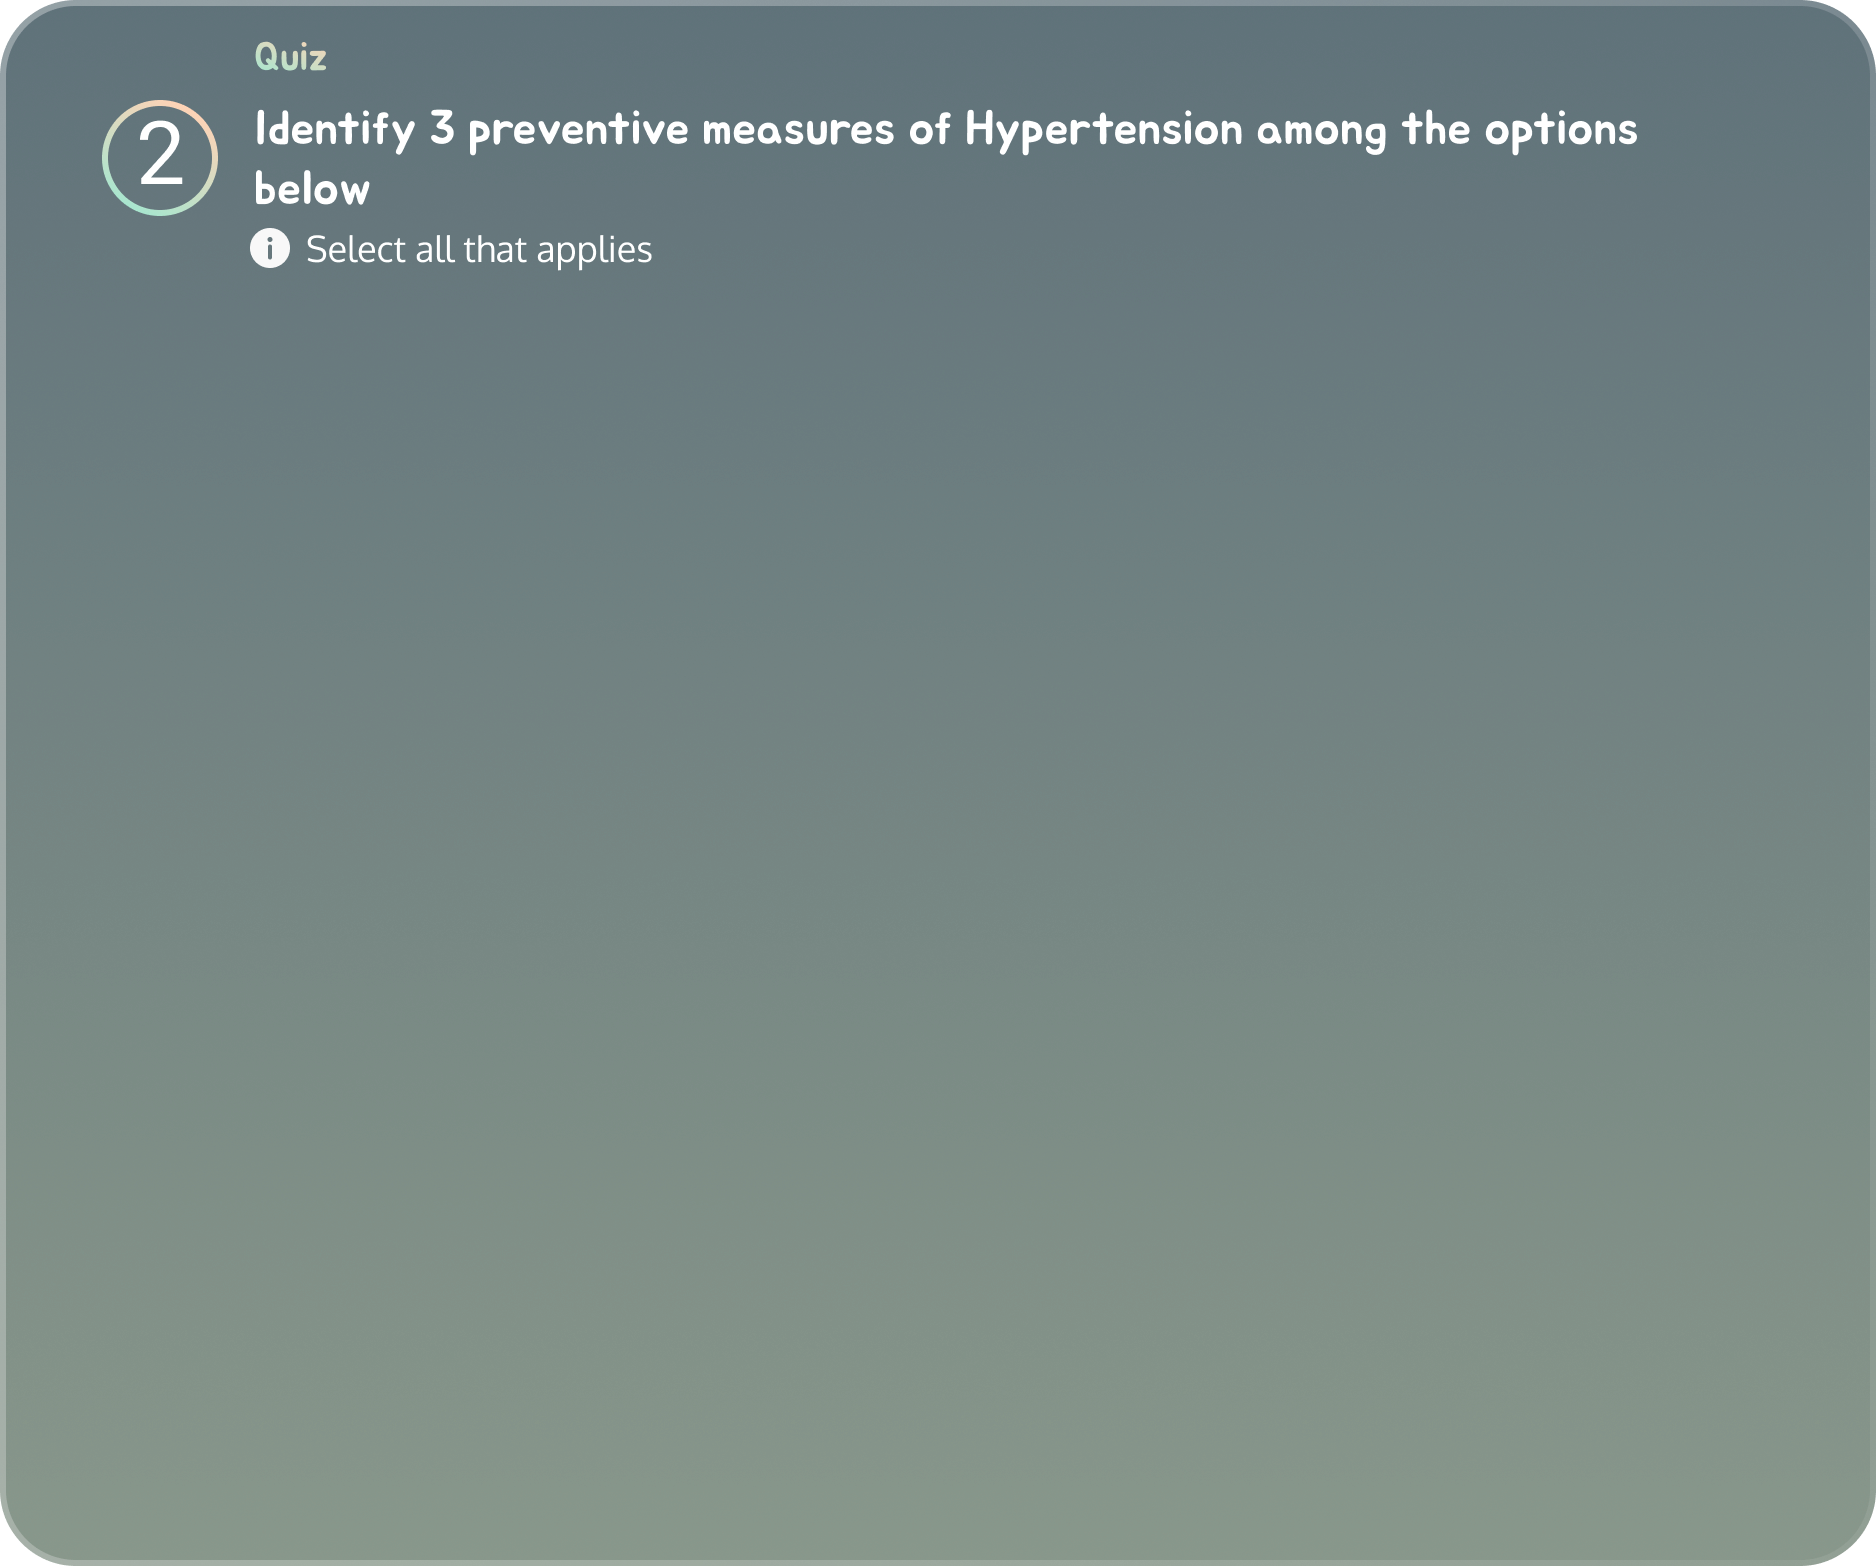 Quiz
2
Identify 3 preventive measures of Hypertension among the options
below
i
Select all that applies